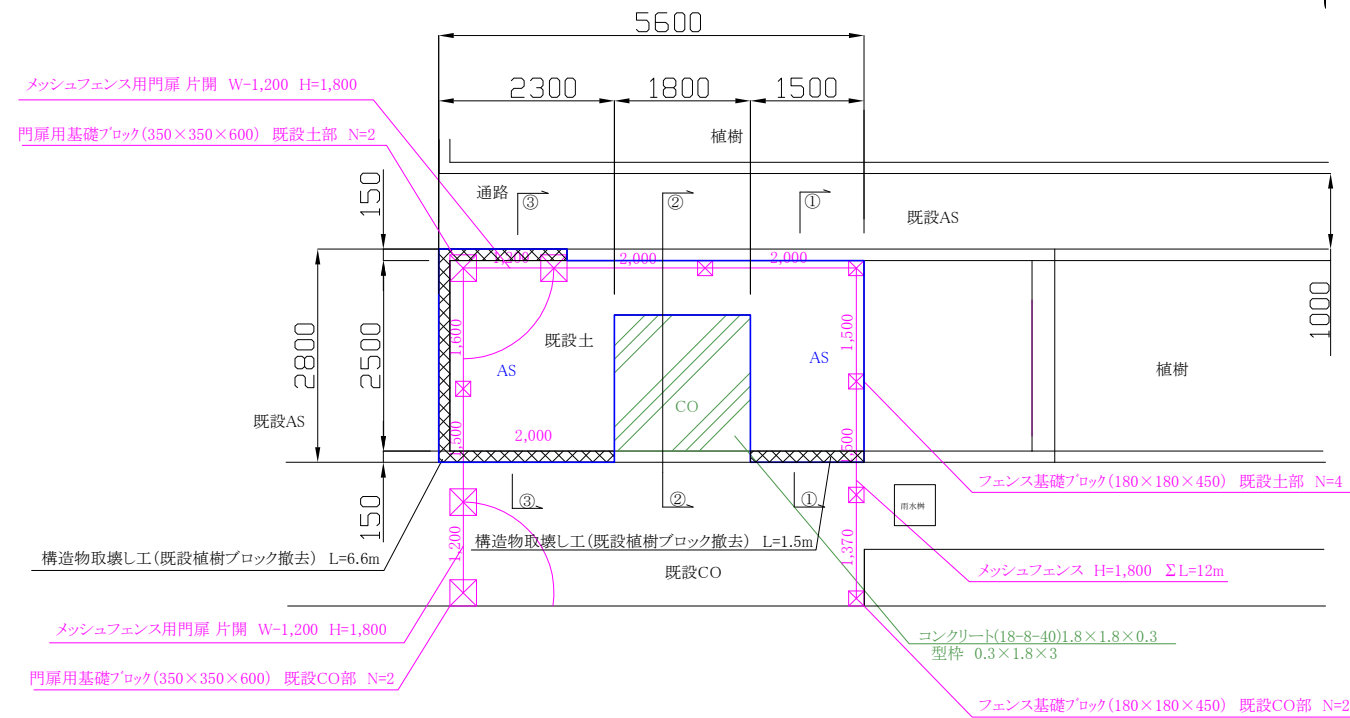 5600
2300
1800
1500
メッシュフェンス用門扉 片開 W-1,200 H=1,800
門扉用基礎ブロック(350×350×600) 既設土部 N=2
植樹
150
通路
③
②
①
既設AS
1,200
2,000
2,000
1000
2800
2500
1,600
既設土
1,500
AS
AS
植樹
CO
既設AS
1,500
2,000
1,500
フェンス基礎ブロック(180×180×450) 既設土部 N=4
150
③
②
①
雨水桝
構造物取壊し工(既設植樹ブロック撤去) L=6.6m
1,200
構造物取壊し工(既設植樹ブロック撤去) L=1.5m
1,370
既設CO
メッシュフェンス H=1,800 ΣL=12m
メッシュフェンス用門扉 片開 W-1,200 H=1,800
コンクリート(18-8-40)1.8×1.8×0.3
型枠 0.3×1.8×3
門扉用基礎ブロック(350×350×600) 既設CO部 N=2
フェンス基礎ブロック(180×180×450) 既設CO部 N=2